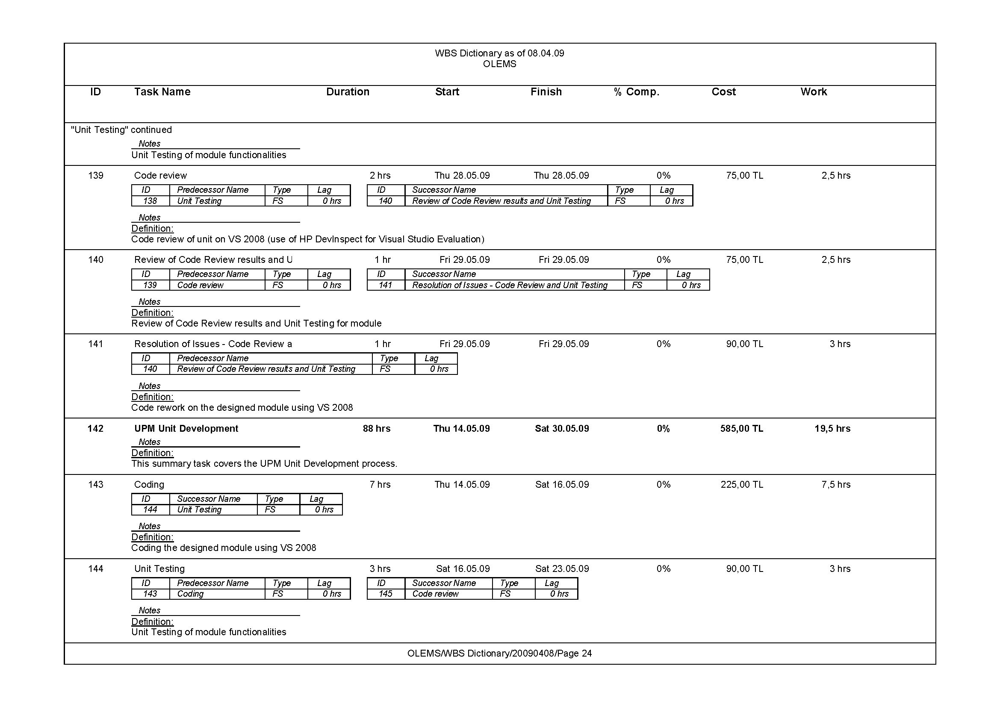 WBS Dictionary as of 08.04.09
OLEMS
ID Task Name Duration Start Finish % Comp. Cost Work
"Unit Testing" continued
Notes
Unit Testing of module functionalities
139 Code review 2 hrs Thu 28.05.09 Thu 28.05.09 0% 75,00 TL 2,5 hrs
ID Predecessor Name Type Lag ID Successor Name Type Lag
138 Unit Testing FS 0 hrs 140 Review of Code Review results and Unit Testing FS 0 hrs
Notes
Definition:
Code review of unit on VS 2008 (use of HP DevInspect for Visual Studio Evaluation)
140 Review of Code Review results and U 1 hr Fri 29.05.09 Fri 29.05.09 0% 75,00 TL 2,5 hrs
ID Predecessor Name Type Lag ID Successor Name Type Lag
139 Code review FS 0 hrs 141 Resolution of Issues - Code Review and Unit Testing FS 0 hrs
Notes
Definition:
Review of Code Review results and Unit Testing for module
141 Resolution of Issues - Code Review a 1 hr Fri 29.05.09 Fri 29.05.09 0% 90,00 TL 3 hrs
ID Predecessor Name Type Lag
140 Review of Code Review results and Unit Testing FS 0 hrs
Notes
Definition:
Code rework on the designed module using VS 2008
142 UPM Unit Development 88 hrs Thu 14.05.09 Sat 30.05.09 0% 585,00 TL 19,5 hrs
Notes
Definition:
This summary task covers the UPM Unit Development process.
143 Coding 7 hrs Thu 14.05.09 Sat 16.05.09 0% 225,00 TL 7,5 hrs
ID Successor Name Type Lag
144 Unit Testing FS 0 hrs
Notes
Definition:
Coding the designed module using VS 2008
144 Unit Testing 3 hrs Sat 16.05.09 Sat 23.05.09 0% 90,00 TL 3 hrs
ID Predecessor Name Type Lag ID Successor Name Type Lag
143 Coding FS 0 hrs 145 Code review FS 0 hrs
Notes
Definition:
Unit Testing of module functionalities
OLEMS/WBS Dictionary/20090408/Page 24